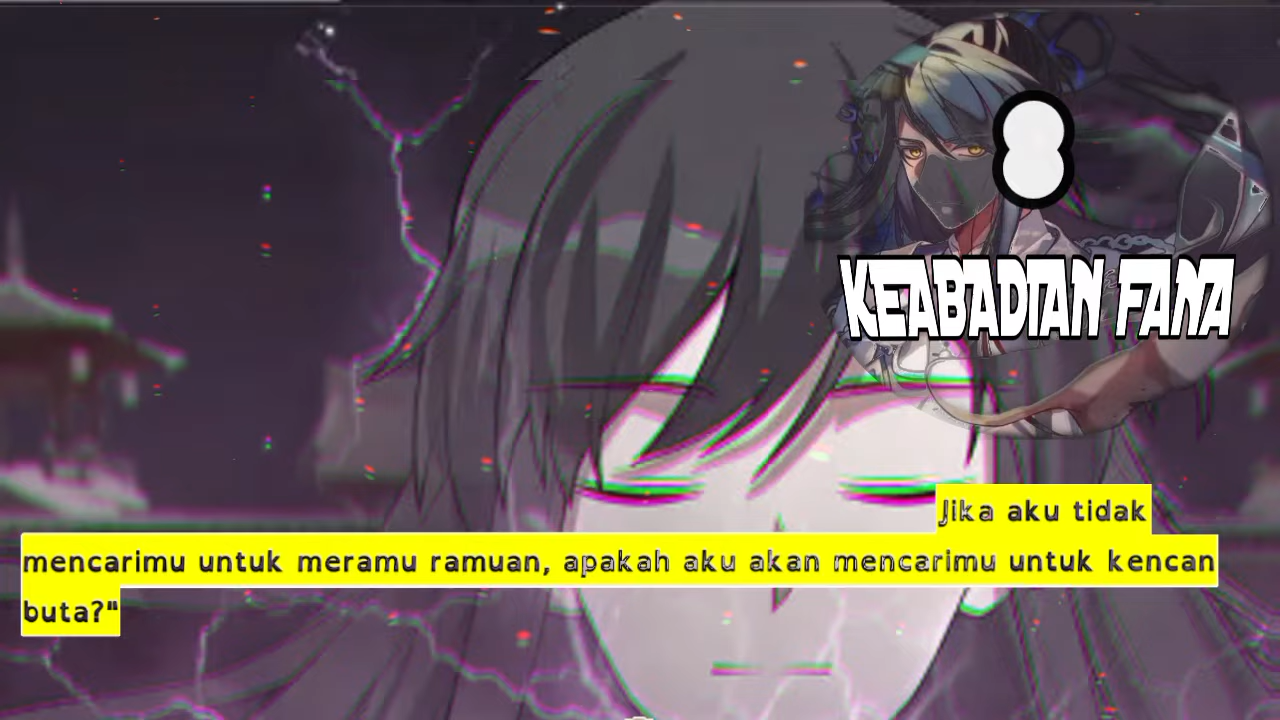 8
KEABADIAN FANA
Jika aku tidak
mencarimu untuk meramu ramuan, apakah aku akan mencarimu untuk kencan
buta?"